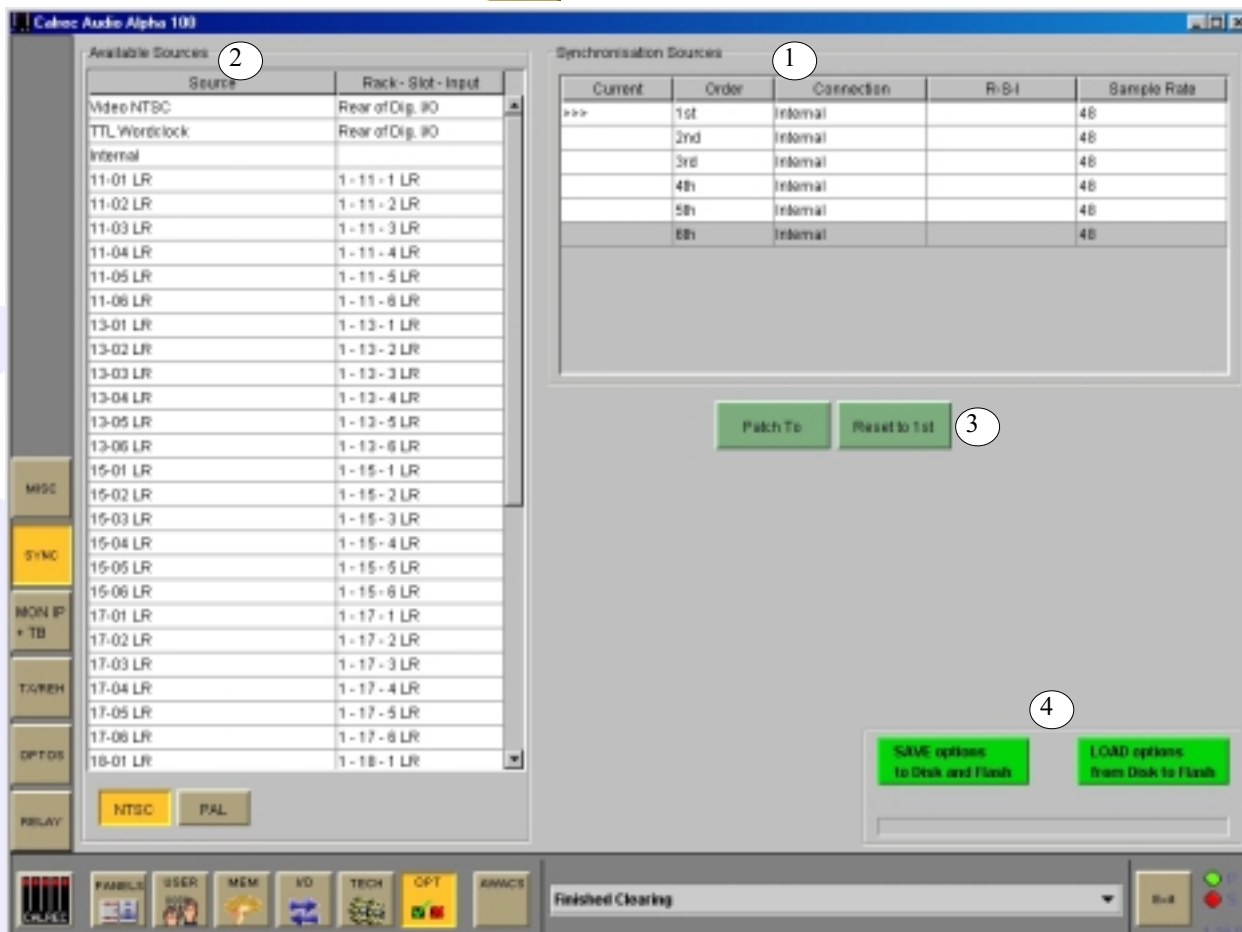 Calrec Audio Alpha 100
Available Sources
2
Source Rack - Slot - Input
Video NTSC Rear of Dig. I/O
TTL Wordclock Rear of Dig. I/O
Internal
11-01 LR 1 - 11 - 1 LR
11-02 LR 1 - 11 - 2 LR
11-03 LR 1 - 11 - 3 LR
11-04 LR 1 - 11 - 4 LR
11-05 LR 1 - 11 - 5 LR
11-06 LR 1 - 11 - 6 LR
13-01 LR 1 - 13 - 1 LR
13-02 LR 1 - 13 - 2 LR
13-03 LR 1 - 13 - 3 LR
13-04 LR 1 - 13 - 4 LR
13-05 LR 1 - 13 - 5 LR
13-06 LR 1 - 13 - 6 LR
15-01 LR 1 - 15 - 1 LR
15-02 LR 1 - 15 - 2 LR
15-03 LR 1 - 15 - 3 LR
15-04 LR 1 - 15 - 4 LR
15-05 LR 1 - 15 - 5 LR
15-06 LR 1 - 15 - 6 LR
17-01 LR 1 - 17 - 1 LR
17-02 LR 1 - 17 - 2 LR
17-03 LR 1 - 17 - 3 LR
17-04 LR 1 - 17 - 4 LR
17-05 LR 1 - 17 - 5 LR
17-06 LR 1 - 17 - 6 LR
18-01 LR 1 - 18 - 1 LR
NTSC PAL
Synchronisation Sources
1
Current Order Connection R-S-I Sample Rate
>>> 1st Internal 48
2nd Internal 48
3rd Internal 48
4th Internal 48
5th Internal 48
6th Internal 48
Patch To Reset to 1st 3
4
SAVE options
to Disk and Flash
LOAD options
from Disk to Flash
MISC
SYNC
MON IP
+ TB
TX/REH
OPTOS
RELAY
CALREC PANELS USER MEM I/O TECH OPT AWACS
Finished Clearing
Exit